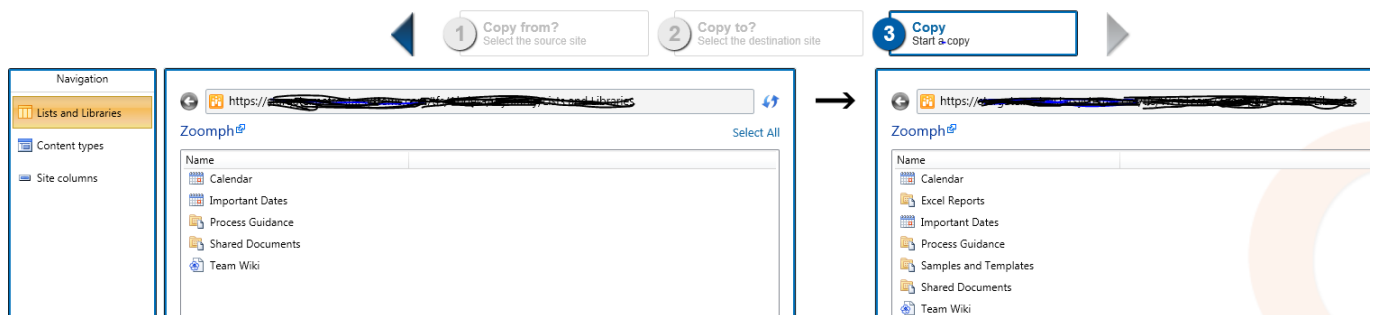 1 Copy from?
Select the source site
2 Copy to?
Select the destination site
3 Copy
Start a copy
Navigation
Lists and Libraries
Content types
Site columns
https://
Lists and Libraries
Zoomph
Select All
Name
Calendar
Important Dates
Process Guidance
Shared Documents
Team Wiki
https://
Zoomph
Name
Calendar
Excel Reports
Important Dates
Process Guidance
Samples and Templates
Shared Documents
Team Wiki